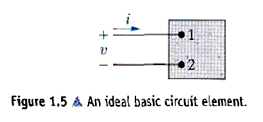 i
+ 1
v
− 2
Figure 1.5 ▲ An ideal basic circuit element.